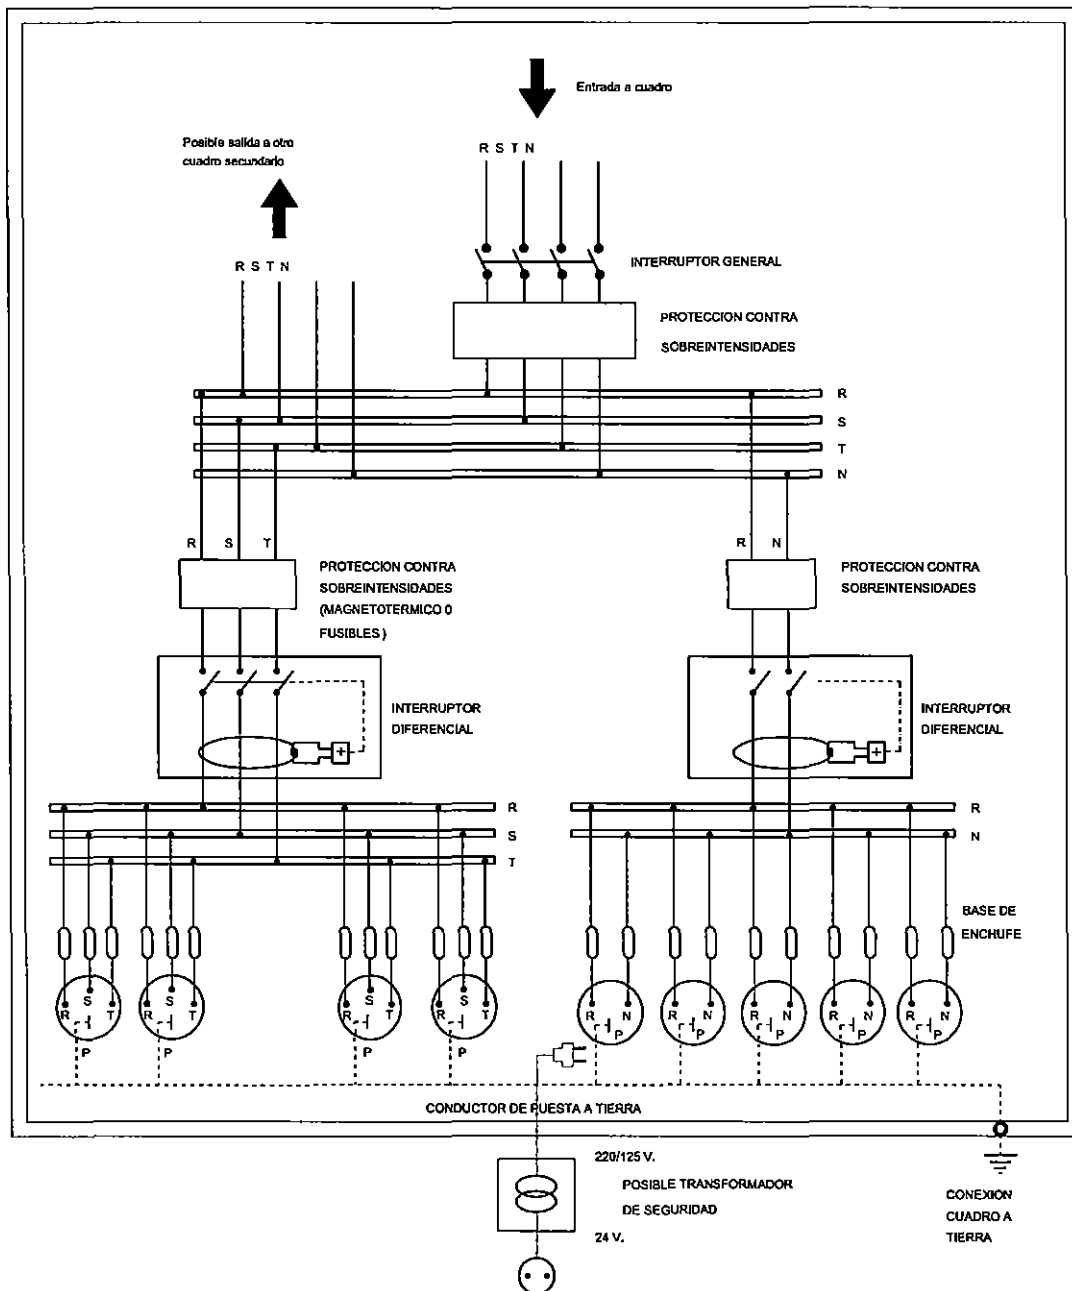 Entrada a cuadro
Posible salida a otro
cuadro secundario
R S T N
R S T N
INTERRUPTOR GENERAL
PROTECCION CONTRA
SOBREINTENSIDADES
R
S
T
N
R S T
R N
PROTECCION CONTRA
SOBREINTENSIDADES
(MAGNETOTERMICO 0
FUSIBLES )
PROTECCION CONTRA
SOBREINTENSIDADES
INTERRUPTOR
DIFERENCIAL
INTERRUPTOR
DIFERENCIAL
+
+
R
S
T
R
N
BASE DE
ENCHUFE
R S T
R S T
R S T
R S T
R N
R N
R N
R N
R N
P
P
P
P
P
P
P
P
P
CONDUCTOR DE PUESTA A TIERRA
220/125 V.
POSIBLE TRANSFORMADOR
DE SEGURIDAD
24 V.
CONEXION
CUADRO A
TIERRA